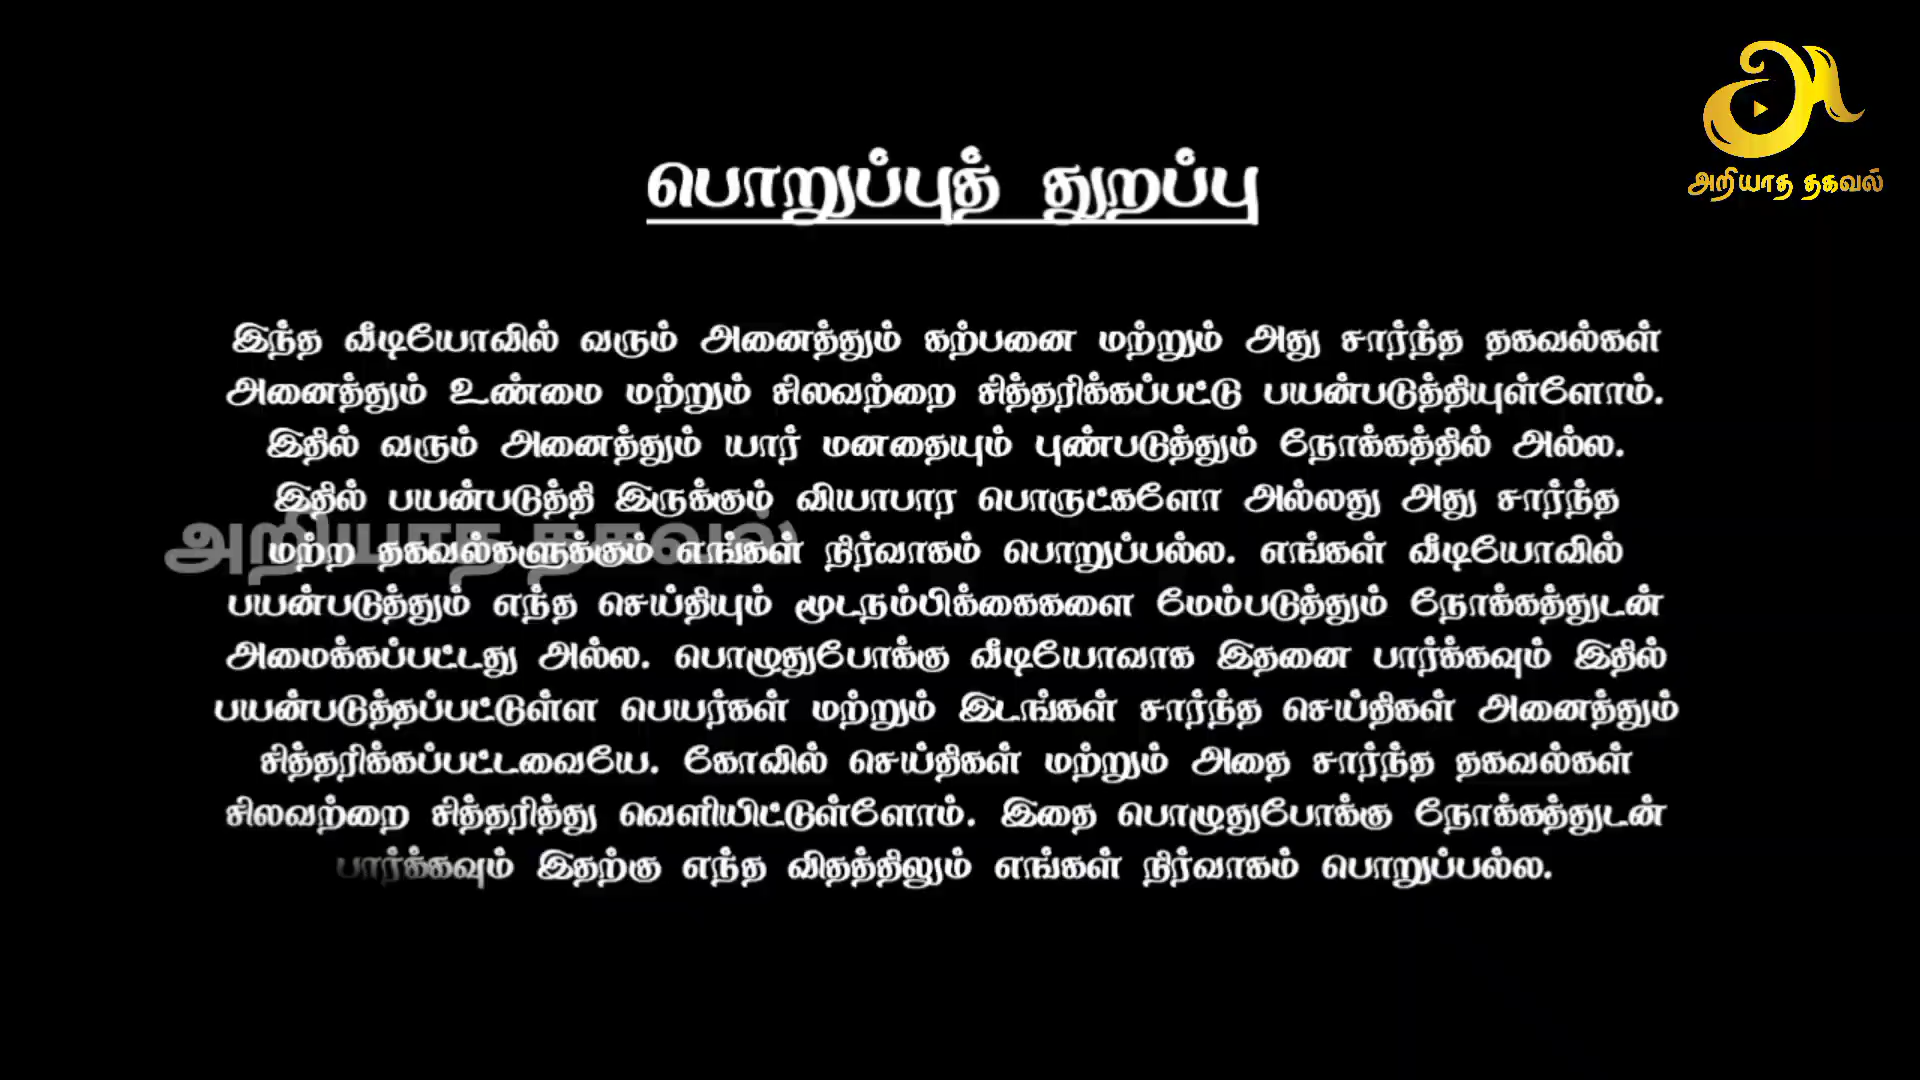 அறியாத தகவல்
பொறுப்புத் துறப்பு
இந்த வீடியோவில் வரும் அனைத்தும் கற்பனை மற்றும் அது சார்ந்த தகவல்கள்
அனைத்தும் உண்மை மற்றும் சிலவற்றை சித்தரிக்கப்பட்டு பயன்படுத்தியுள்ளோம்.
இதில் வரும் அனைத்தும் யார் மனதையும் புண்படுத்தும் நோக்கத்தில் அல்ல.
இதில் பயன்படுத்தி இருக்கும் வியாபார பொருட்களோ அல்லது அது சார்ந்த
அறியாத தகவல்
மற்ற தகவல்களுக்கும் எங்கள் நிர்வாகம் பொறுப்பல்ல. எங்கள் வீடியோவில்
பயன்படுத்தும் எந்த செய்தியும் மூடநம்பிக்கைகளை மேம்படுத்தும் நோக்கத்துடன்
அமைக்கப்பட்டது அல்ல. பொழுதுபோக்கு வீடியோவாக இதனை பார்க்கவும் இதில்
பயன்படுத்தப்பட்டுள்ள பெயர்கள் மற்றும் இடங்கள் சார்ந்த செய்திகள் அனைத்தும்
சித்தரிக்கப்பட்டவையே. கோவில் செய்திகள் மற்றும் அதை சார்ந்த தகவல்கள்
சிலவற்றை சித்தரித்து வெளியிட்டுள்ளோம். இதை பொழுதுபோக்கு நோக்கத்துடன்
பார்க்கவும் இதற்கு எந்த விதத்திலும் எங்கள் நிர்வாகம் பொறுப்பல்ல.